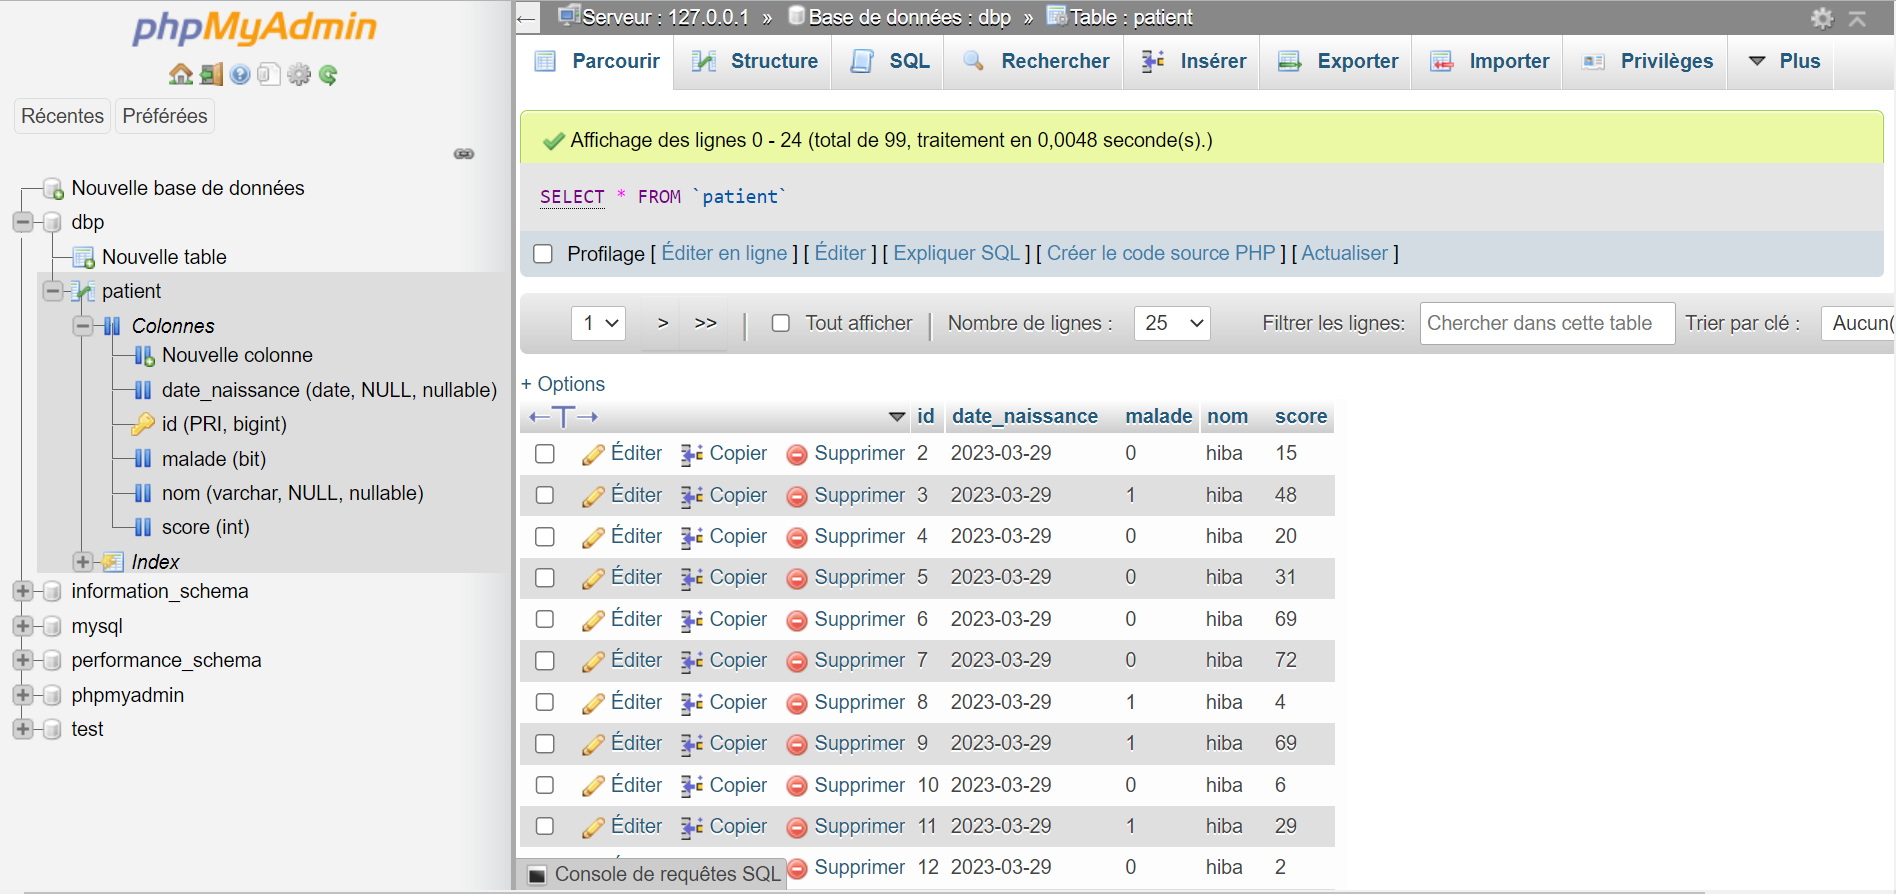 phpMyAdmin
Récentes Préférées
Nouvelle base de données
dbp
Nouvelle table
patient
Colonnes
Nouvelle colonne
date_naissance (date, NULL, nullable)
id (PRI, bigint)
malade (bit)
nom (varchar, NULL, nullable)
score (int)
Index
information_schema
mysql
performance_schema
phpmyadmin
test
Serveur : 127.0.0.1 » Base de données : dbp » Table : patient
Parcourir Structure SQL Rechercher Insérer Exporter Importer Privilèges Plus
Affichage des lignes 0 - 24 (total de 99, traitement en 0,0048 seconde(s).)
SELECT * FROM `patient`
Profilage [ Éditer en ligne ] [ Éditer ] [ Expliquer SQL ] [ Créer le code source PHP ] [ Actualiser ]
1 > >> | Tout afficher | Nombre de lignes : 25 Filtrer les lignes: Chercher dans cette table Trier par clé : Aucun(
+ Options
←T→ id date_naissance malade nom score
Éditer Copier Supprimer 2 2023-03-29 0 hiba 15
Éditer Copier Supprimer 3 2023-03-29 1 hiba 48
Éditer Copier Supprimer 4 2023-03-29 0 hiba 20
Éditer Copier Supprimer 5 2023-03-29 0 hiba 31
Éditer Copier Supprimer 6 2023-03-29 0 hiba 69
Éditer Copier Supprimer 7 2023-03-29 0 hiba 72
Éditer Copier Supprimer 8 2023-03-29 1 hiba 4
Éditer Copier Supprimer 9 2023-03-29 1 hiba 69
Éditer Copier Supprimer 10 2023-03-29 0 hiba 6
Éditer Copier Supprimer 11 2023-03-29 1 hiba 29
Supprimer 12 2023-03-29 0 hiba 2
Console de requêtes SQL